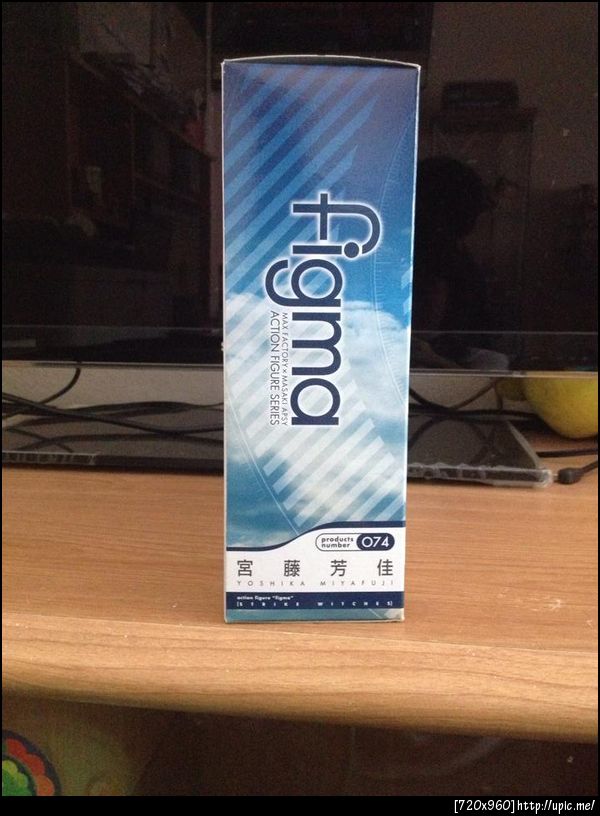 figma
MAX FACTORY × MASAKI APSY
ACTION FIGURE SERIES
products
number 074
宮藤芳佳
YOSHIKA MIYAFUJI
action figure "figma"
[STRIKE WITCHES]
[720x960]http://upic.me/